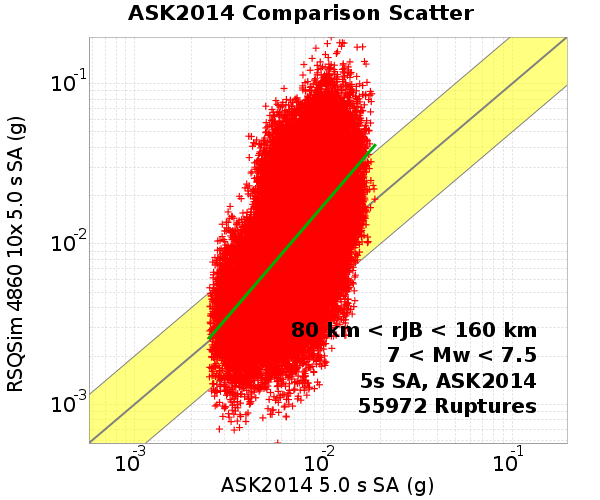 ASK2014 Comparison Scatter
RSQSim 4860 10x 5.0 s SA (g)
10-1
10-2
10-3
80 km < rJB < 160 km
7 < Mw < 7.5
5s SA, ASK2014
55972 Ruptures
10-3 10-2 10-1
ASK2014 5.0 s SA (g)